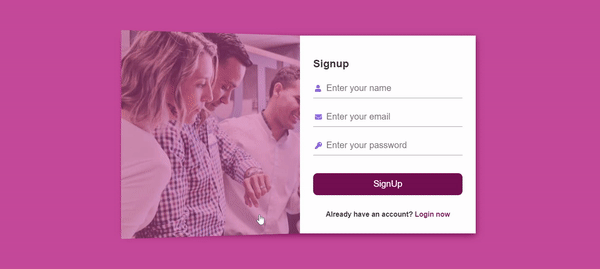 Signup
Enter your name
Enter your email
Enter your password
SignUp
Already have an account? Login now